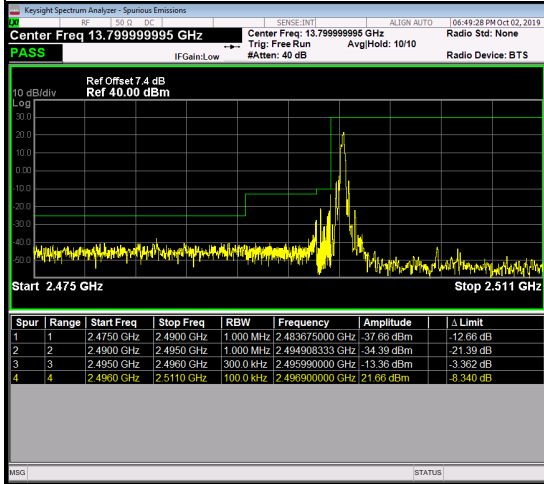 Keysight Spectrum Analyzer - Spurious Emissions
RF 50 Ω DC SENSE:INT ALIGN AUTO 06:49:28 PM Oct 02, 2019
Center Freq 13.799999995 GHz Center Freq: 13.799999995 GHz Radio Std: None
Trig: Free Run Avg|Hold: 10/10
PASS IFGain:Low #Atten: 40 dB Radio Device: BTS
Ref Offset 7.4 dB
10 dB/div Ref 40.00 dBm
Log
30.0
20.0
10.0
0.00
-10.0
-20.0
-30.0
-40.0
-50.0
Start 2.475 GHz Stop 2.511 GHz
Spur Range Start Freq Stop Freq RBW Frequency Amplitude Δ Limit
1 1 2.4750 GHz 2.4900 GHz 1.000 MHz 2.483675000 GHz -37.66 dBm -12.66 dB
2 2 2.4900 GHz 2.4950 GHz 1.000 MHz 2.494908333 GHz -34.39 dBm -21.39 dB
3 3 2.4950 GHz 2.4960 GHz 300.0 kHz 2.495990000 GHz -13.36 dBm -3.362 dB
4 4 2.4960 GHz 2.5110 GHz 100.0 kHz 2.496900000 GHz 21.66 dBm -8.340 dB
MSG STATUS